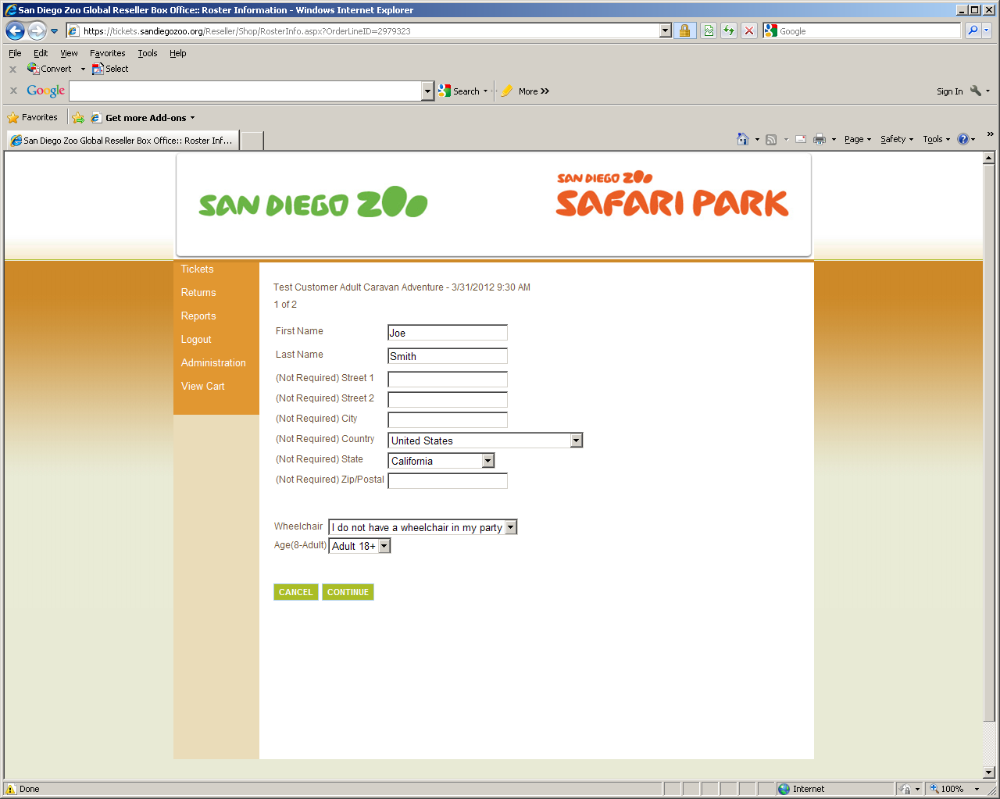 San Diego Zoo Global Reseller Box Office:: Roster Information - Windows Internet Explorer
https://tickets.sandiegozoo.org/Reseller/Shop/RosterInfo.aspx?OrderLineID=2979323
Google
File Edit View Favorites Tools Help
x Convert Select
x Google Search More >> Sign In
Favorites Get more Add-ons
San Diego Zoo Global Reseller Box Office:: Roster Inf... Page Safety Tools >>
SAN DIEGO ZOO
SAN DIEGO ZOO
SAFARI PARK
Tickets
Returns
Reports
Logout
Administration
View Cart
Test Customer Adult Caravan Adventure - 3/31/2012 9:30 AM
1 of 2
First Name Joe
Last Name Smith
(Not Required) Street 1
(Not Required) Street 2
(Not Required) City
(Not Required) Country United States
(Not Required) State California
(Not Required) Zip/Postal
Wheelchair I do not have a wheelchair in my party
Age(8-Adult) Adult 18+
CANCEL CONTINUE
Done Internet 100%